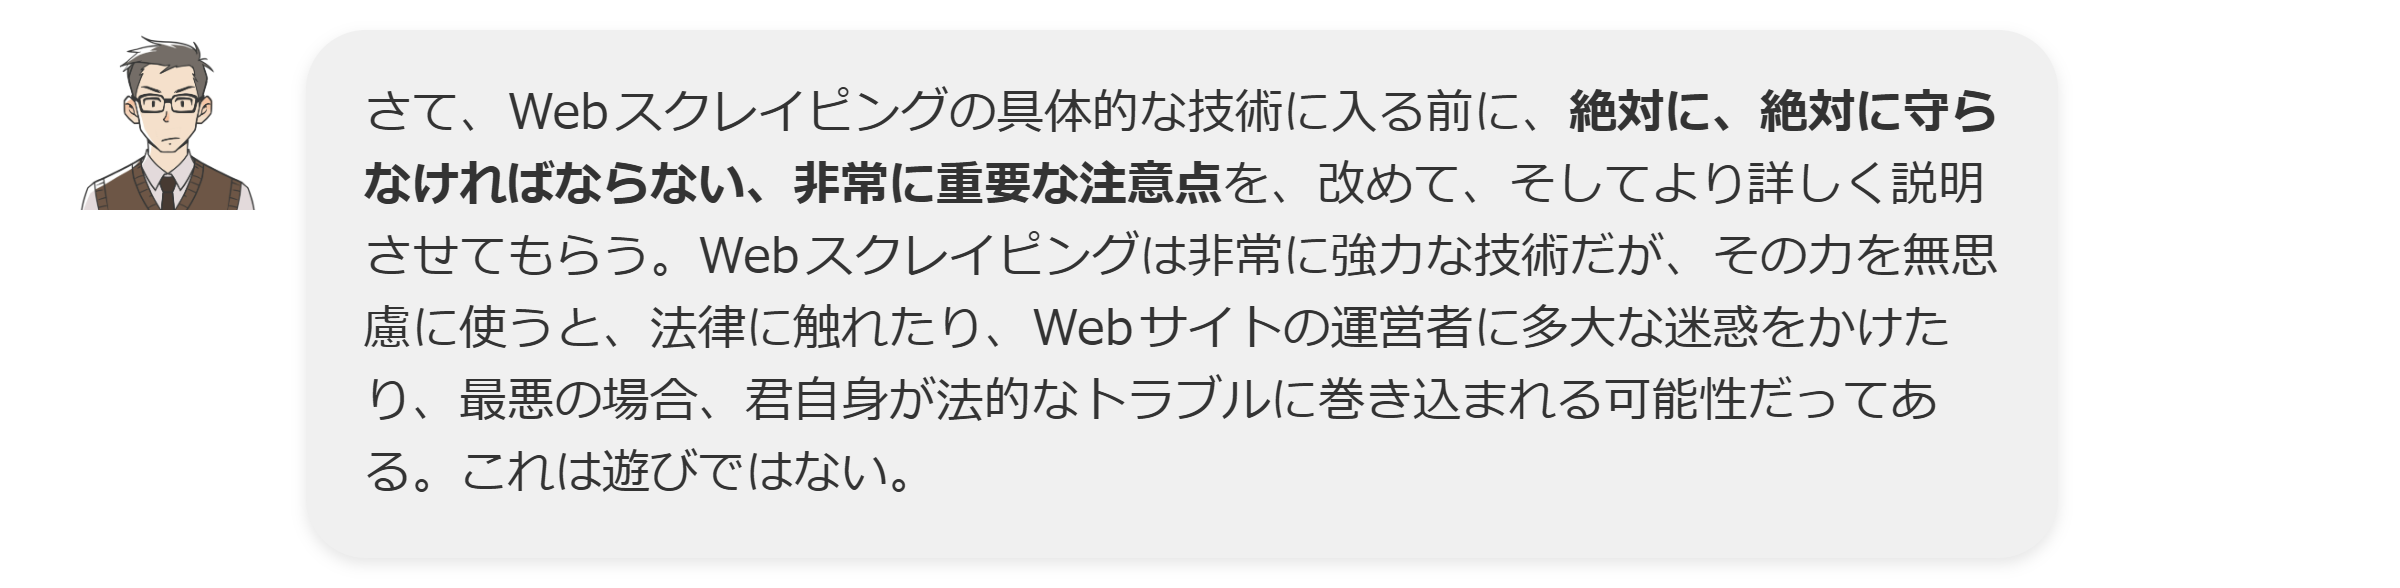 さて、Webスクレイピングの具体的な技術に入る前に、絶対に、絶対に守ら
なければならない、非常に重要な注意点を、改めて、そしてより詳しく説明
させてもらう。Webスクレイピングは非常に強力な技術だが、その力を無思
慮に使うと、法律に触れたり、Webサイトの運営者に多大な迷惑をかけた
り、最悪の場合、君自身が法的なトラブルに巻き込まれる可能性だってあ
る。これは遊びではない。